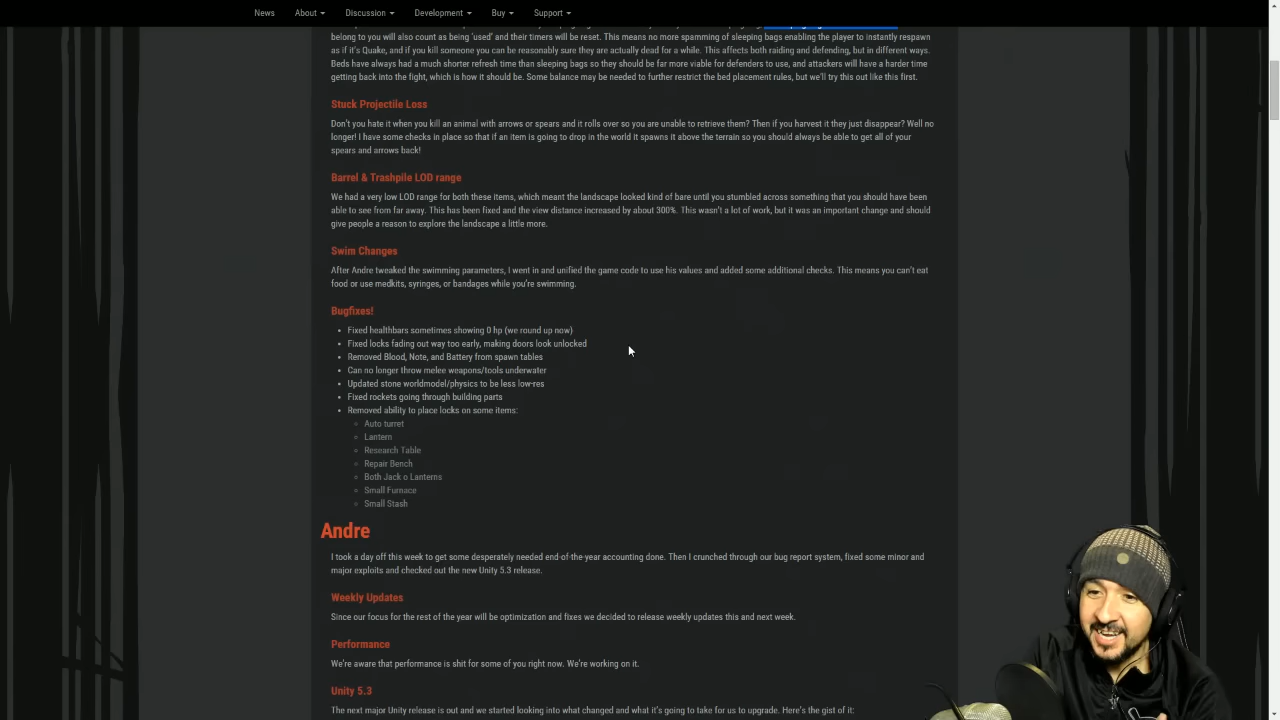 News About Discussion Development Buy Support
belong to you will also count as being 'used' and their timers will be reset. This means no more spamming of sleeping bags enabling the player to instantly respawn
as if it's Quake, and if you kill someone you can be reasonably sure they are actually dead for a while. This affects both raiding and defending, but in different ways.
Beds have always had a much shorter refresh time than sleeping bags so they should be far more viable for defenders to use, and attackers will have a harder time
getting back into the fight, which is how it should be. Some balance may be needed to further restrict the bed placement rules, but we'll try this out like this first.
Stuck Projectile Loss
Don't you hate it when you kill an animal with arrows or spears and it rolls over so you are unable to retrieve them? Then if you harvest it they just disappear? Well no
longer! I have some checks in place so that if an item is going to drop in the world it spawns it above the terrain so you should always be able to get all of your
spears and arrows back!
Barrel & Trashpile LOD range
We had a very low LOD range for both these items, which meant the landscape looked kind of bare until you stumbled across something that you should have been
able to see from far away. This has been fixed and the view distance increased by about 300%. This wasn't a lot of work, but it was an important change and should
give people a reason to explore the landscape a little more.
Swim Changes
After Andre tweaked the swimming parameters, I went in and unified the game code to use his values and added some additional checks. This means you can't eat
food or use medkits, syringes, or bandages while you're swimming.
Bugfixes!
• Fixed healthbars sometimes showing 0 hp (we round up now)
• Fixed locks fading out way too early, making doors look unlocked
• Removed Blood, Note, and Battery from spawn tables
• Can no longer throw melee weapons/tools underwater
• Updated stone worldmodel/physics to be less low-res
• Fixed rockets going through building parts
• Removed ability to place locks on some items:
◦ Auto turret
◦ Lantern
◦ Research Table
◦ Repair Bench
◦ Both Jack o Lanterns
◦ Small Furnace
◦ Small Stash
Andre
I took a day off this week to get some desperately needed end-of-the-year accounting done. Then I crunched through our bug report system, fixed some minor and
major exploits and checked out the new Unity 5.3 release.
Weekly Updates
Since our focus for the rest of the year will be optimization and fixes we decided to release weekly updates this and next week.
Performance
We're aware that performance is shit for some of you right now. We're working on it.
Unity 5.3
The next major Unity release is out and we started looking into what changed and what it's going to take for us to upgrade. Here's the gist of it: